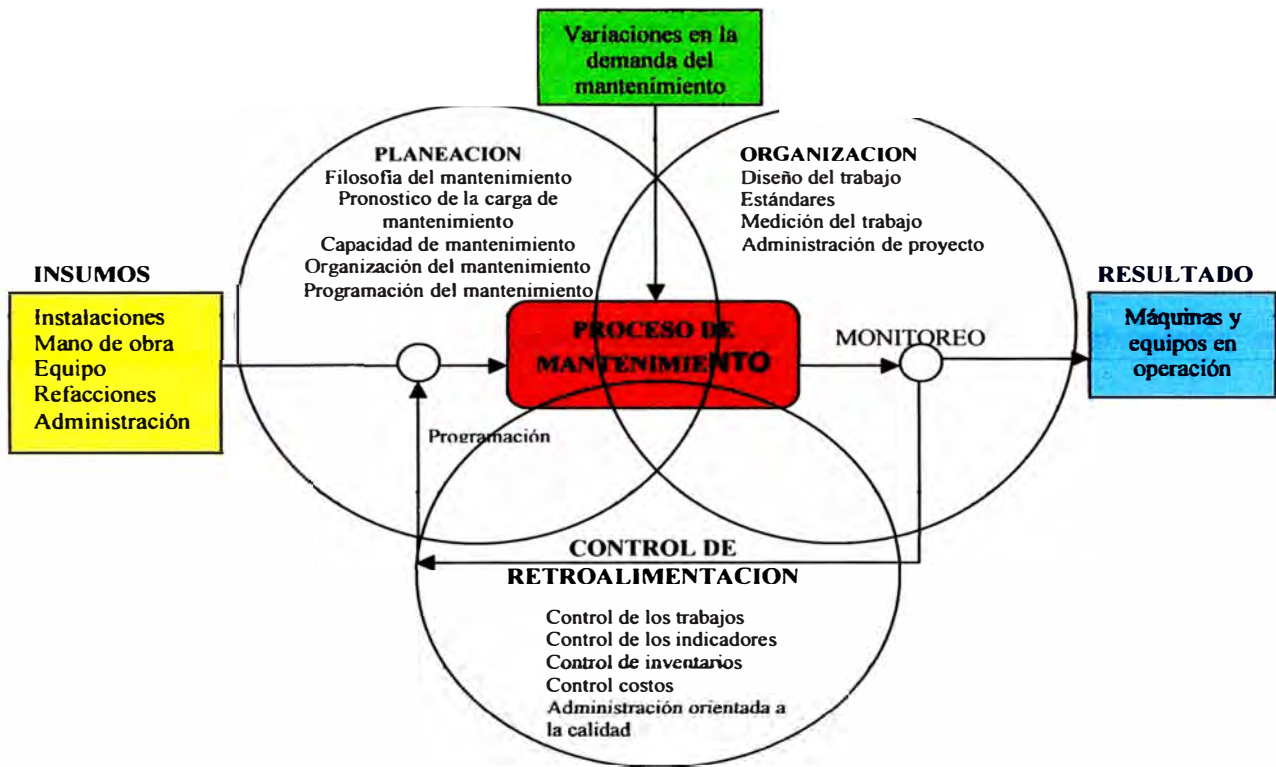 Variaciones en la
demanda del
mantenimiento
PLANEACION
Filosofía del mantenimiento
Pronostico de la carga de
mantenimiento
Capacidad de mantenimiento
Organización del mantenimiento
Programación del mantenimiento
ORGANIZACION
Diseño del trabajo
Estándares
Medición del trabajo
Administración de proyecto
INSUMOS
Instalaciones
Mano de obra
Equipo
Refacciones
Administración
PROCESO DE
MANTENIMIENTO
MONITOREO
RESULTADO
Máquinas y
equipos en
operación
Programación
CONTROL DE
RETROALIMENTACION
Control de los trabajos
Control de los indicadores
Control de inventarios
Control costos
Administración orientada a
la calidad